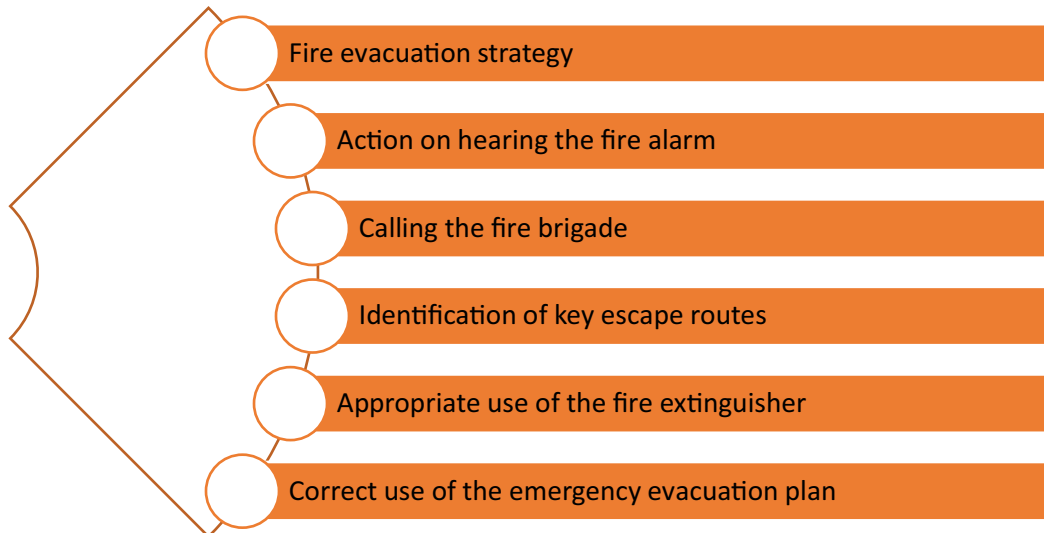 Fire evacuation strategy
Action on hearing the fire alarm
Calling the fire brigade
Identification of key escape routes
Appropriate use of the fire extinguisher
Correct use of the emergency evacuation plan